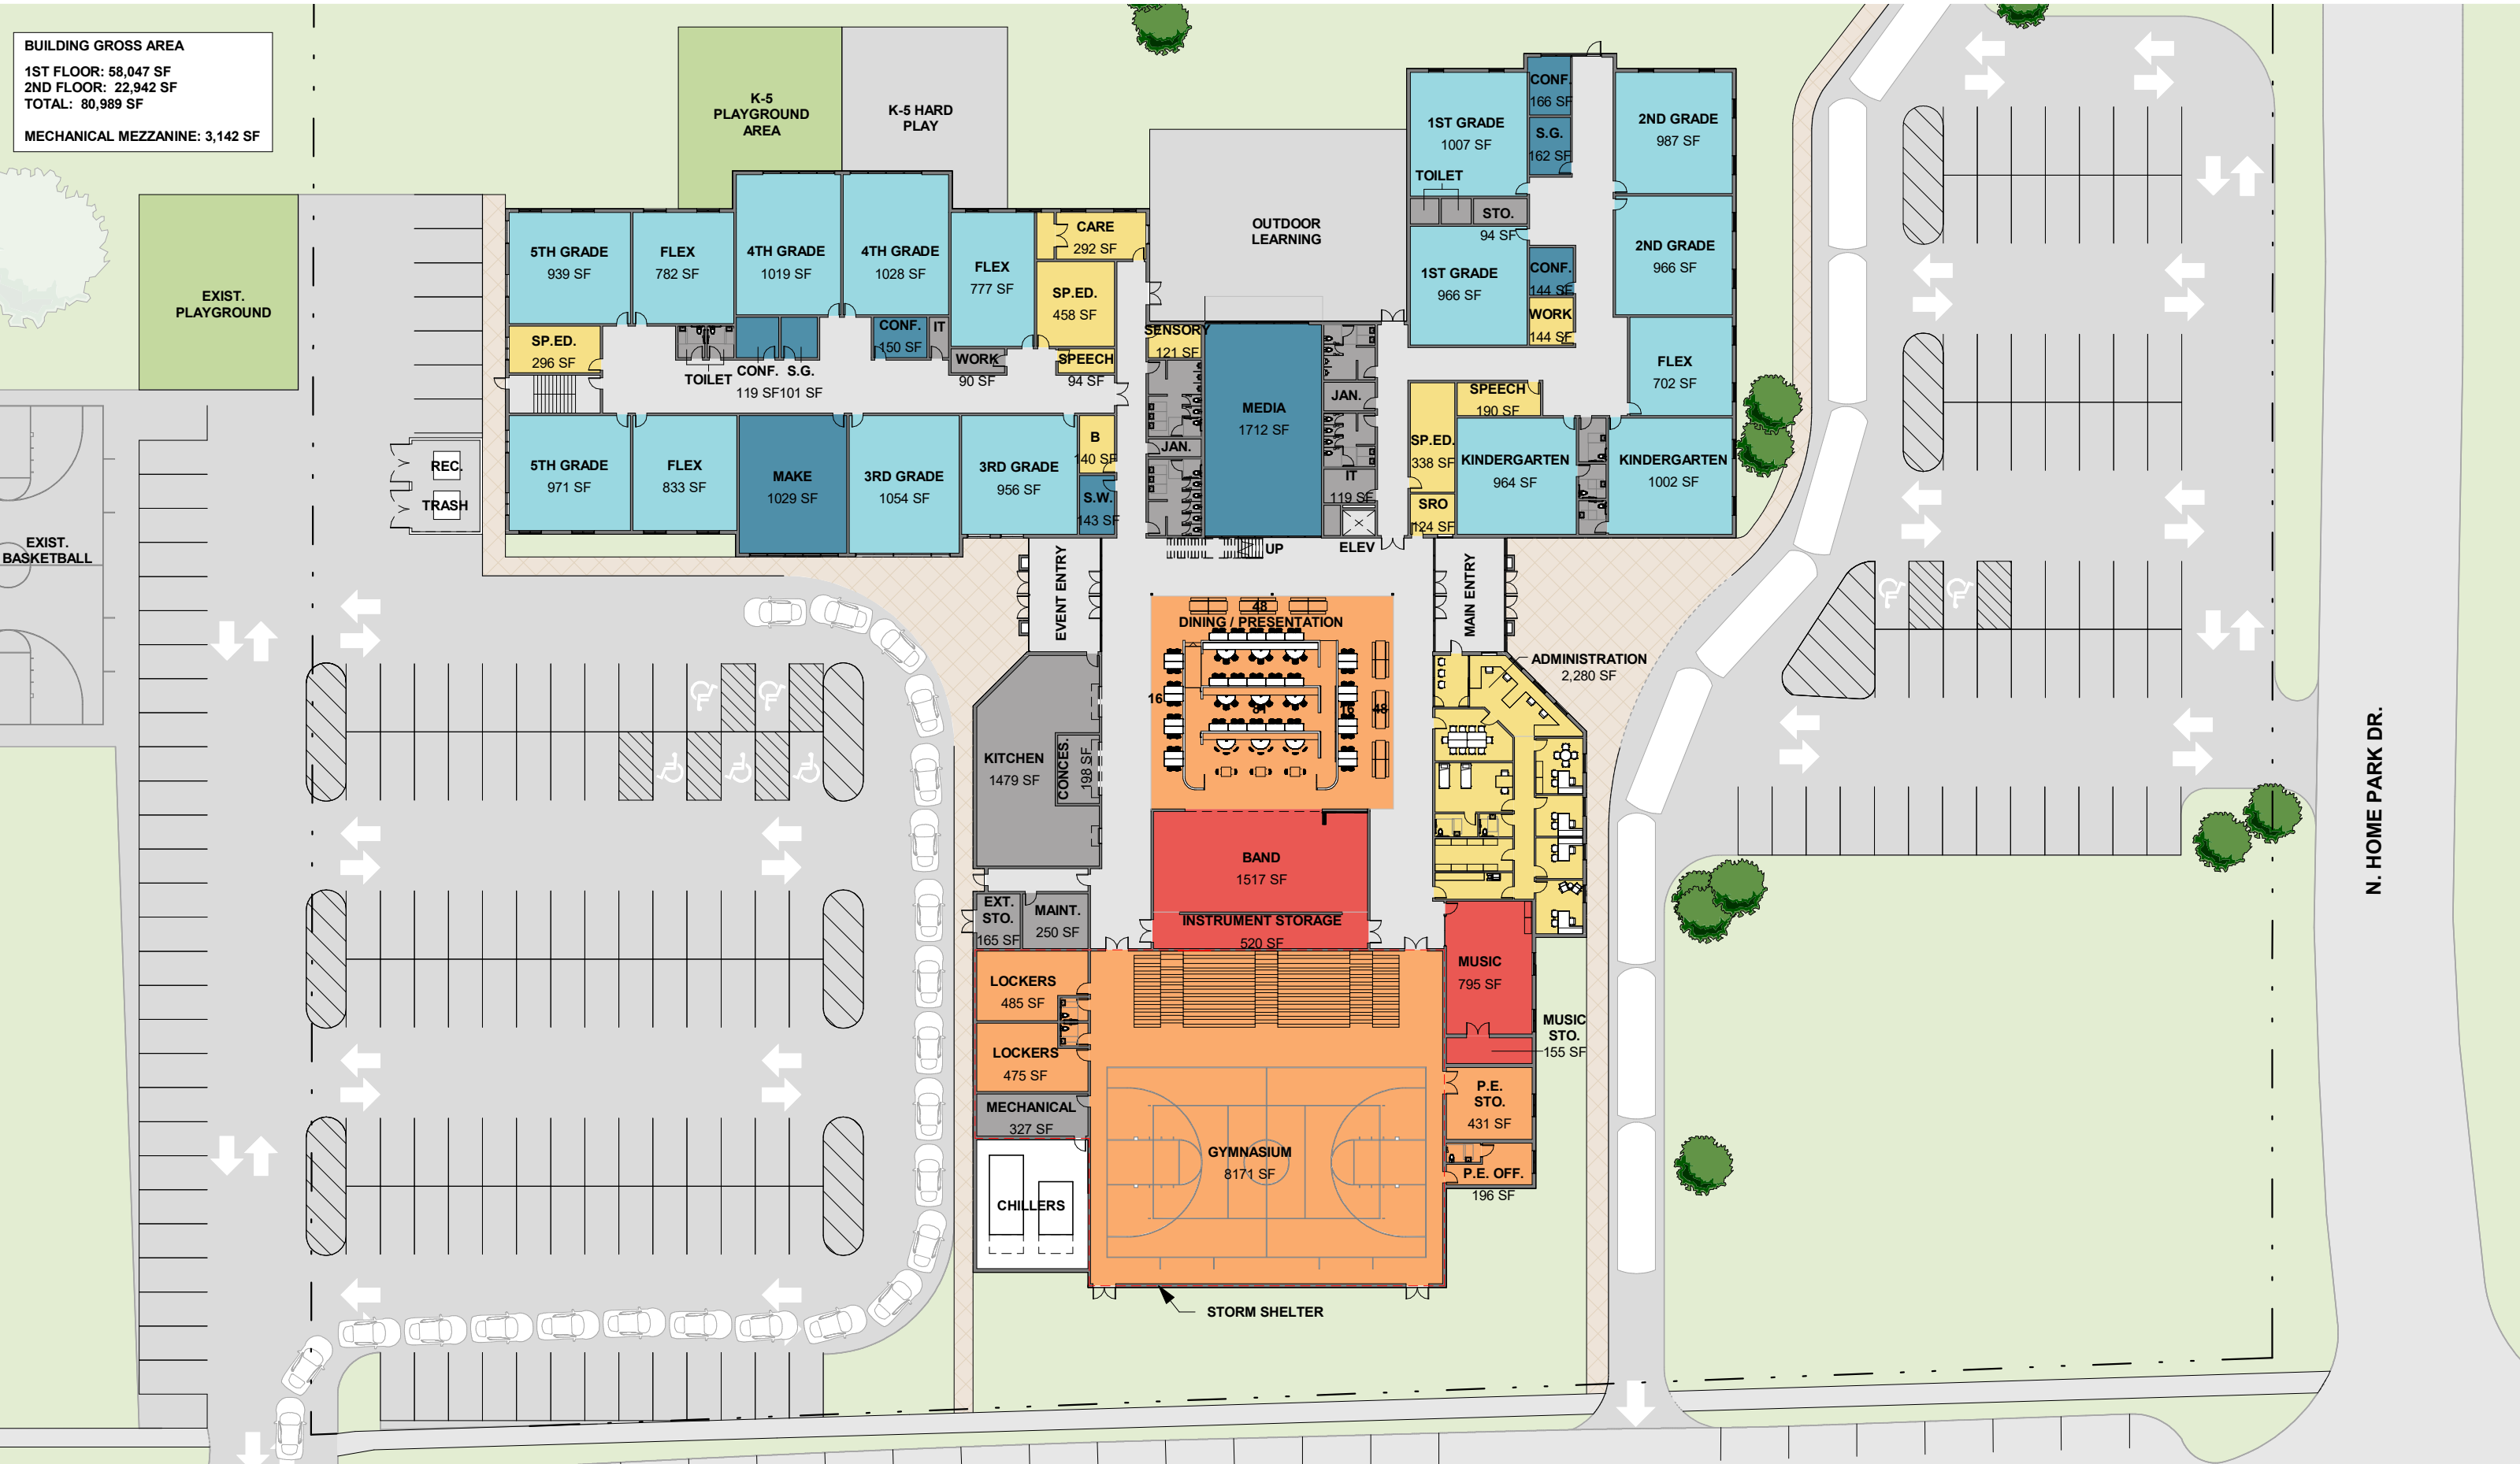 BUILDING GROSS AREA
1ST FLOOR: 58,047 SF
2ND FLOOR: 22,942 SF
TOTAL: 80,989 SF
MECHANICAL MEZZANINE: 3,142 SF
K-5
PLAYGROUND
AREA
K-5 HARD
PLAY
EXIST.
PLAYGROUND
EXIST.
BASKETBALL
REC.
TRASH
5TH GRADE
939 SF
FLEX
782 SF
4TH GRADE
1019 SF
4TH GRADE
1028 SF
FLEX
777 SF
CARE
292 SF
SP.ED.
458 SF
SP.ED.
296 SF
TOILET
CONF.
119 SF
S.G.
101 SF
CONF.
150 SF
IT
WORK
90 SF
SPEECH
94 SF
5TH GRADE
971 SF
FLEX
833 SF
MAKE
1029 SF
3RD GRADE
1054 SF
3RD GRADE
956 SF
B
140 SF
S.W.
143 SF
OUTDOOR
LEARNING
SENSORY
121 SF
JAN.
MEDIA
1712 SF
JAN.
IT
119 SF
UP
ELEV
1ST GRADE
1007 SF
CONF.
166 SF
S.G.
162 SF
2ND GRADE
987 SF
TOILET
STO.
94 SF
1ST GRADE
966 SF
CONF.
144 SF
WORK
144 SF
2ND GRADE
966 SF
FLEX
702 SF
SPEECH
190 SF
SP.ED.
338 SF
SRO
124 SF
KINDERGARTEN
964 SF
KINDERGARTEN
1002 SF
EVENT ENTRY
MAIN ENTRY
48
DINING / PRESENTATION
16
81
16
48
ADMINISTRATION
2,280 SF
KITCHEN
1479 SF
CONCES.
198 SF
BAND
1517 SF
INSTRUMENT STORAGE
520 SF
EXT.
STO.
165 SF
MAINT.
250 SF
LOCKERS
485 SF
LOCKERS
475 SF
MECHANICAL
327 SF
CHILLERS
MUSIC
795 SF
MUSIC
STO.
155 SF
P.E.
STO.
431 SF
P.E. OFF.
196 SF
GYMNASIUM
8171 SF
STORM SHELTER
N. HOME PARK DR.